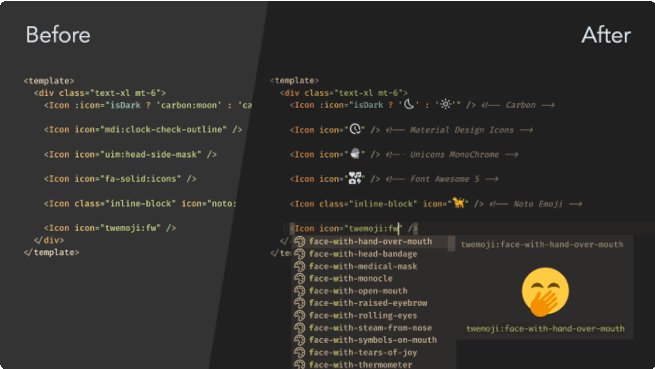 Before
After
<template>
<div class="text-xl mt-6">
<Icon :icon="isDark ? 'carbon:moon' : 'ca
<Icon icon="mdi:clock-check-outline" />
<Icon icon="uim:head-side-mask" />
<Icon icon="fa-solid:icons" />
<Icon class="inline-block" icon="noto:
<Icon icon="twemoji:fw" />
</div>
</template>
<template>
<div class="text-xl mt-6">
<Icon :icon="isDark ? '' : ''" /> <!-- Carbon -->
<Icon icon="" /> <!-- Material Design Icons -->
<Icon icon="" /> <!-- Unicons MonoChrome -->
<Icon icon="" /> <!-- Font Awesome 5 -->
<Icon class="inline-block" icon="" /> <!-- Noto Emoji -->
<Icon icon="twemoji:fw" />
</di
</tem
face-with-hand-over-mouth
face-with-head-bandage
face-with-medical-mask
face-with-monocle
face-with-open-mouth
face-with-raised-eyebrow
face-with-rolling-eyes
face-with-steam-from-nose
face-with-symbols-on-mouth
face-with-tears-of-joy
face-with-thermometer
twemoji:face-with-hand-over-mouth
twemoji:face-with-hand-over-mouth